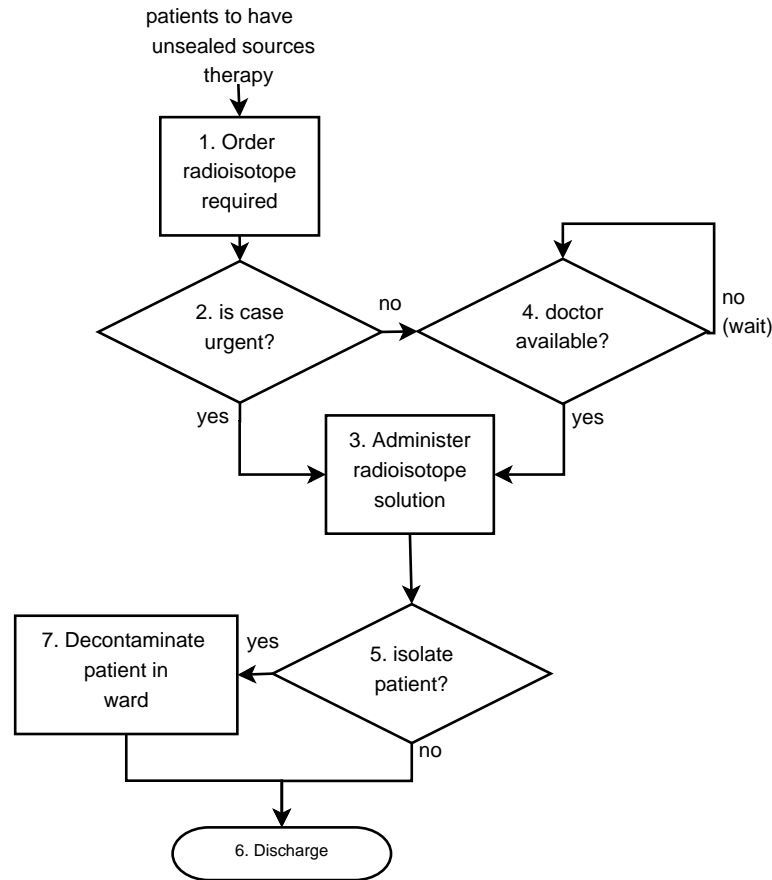 patients to have
unsealed sources
therapy
1. Order
radioisotope
required
2. is case
urgent?
no
4. doctor
available?
no
(wait)
yes
yes
3. Administer
radioisotope
solution
7. Decontaminate
patient in
ward
yes
5. isolate
patient?
no
6. Discharge